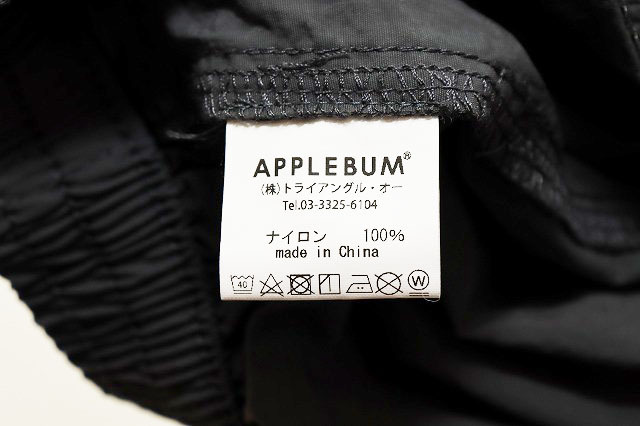 APPLEBUM®
(株)トライアングル・オー
Tel.03-3325-6104
ナイロン 100%
made in China
40 W